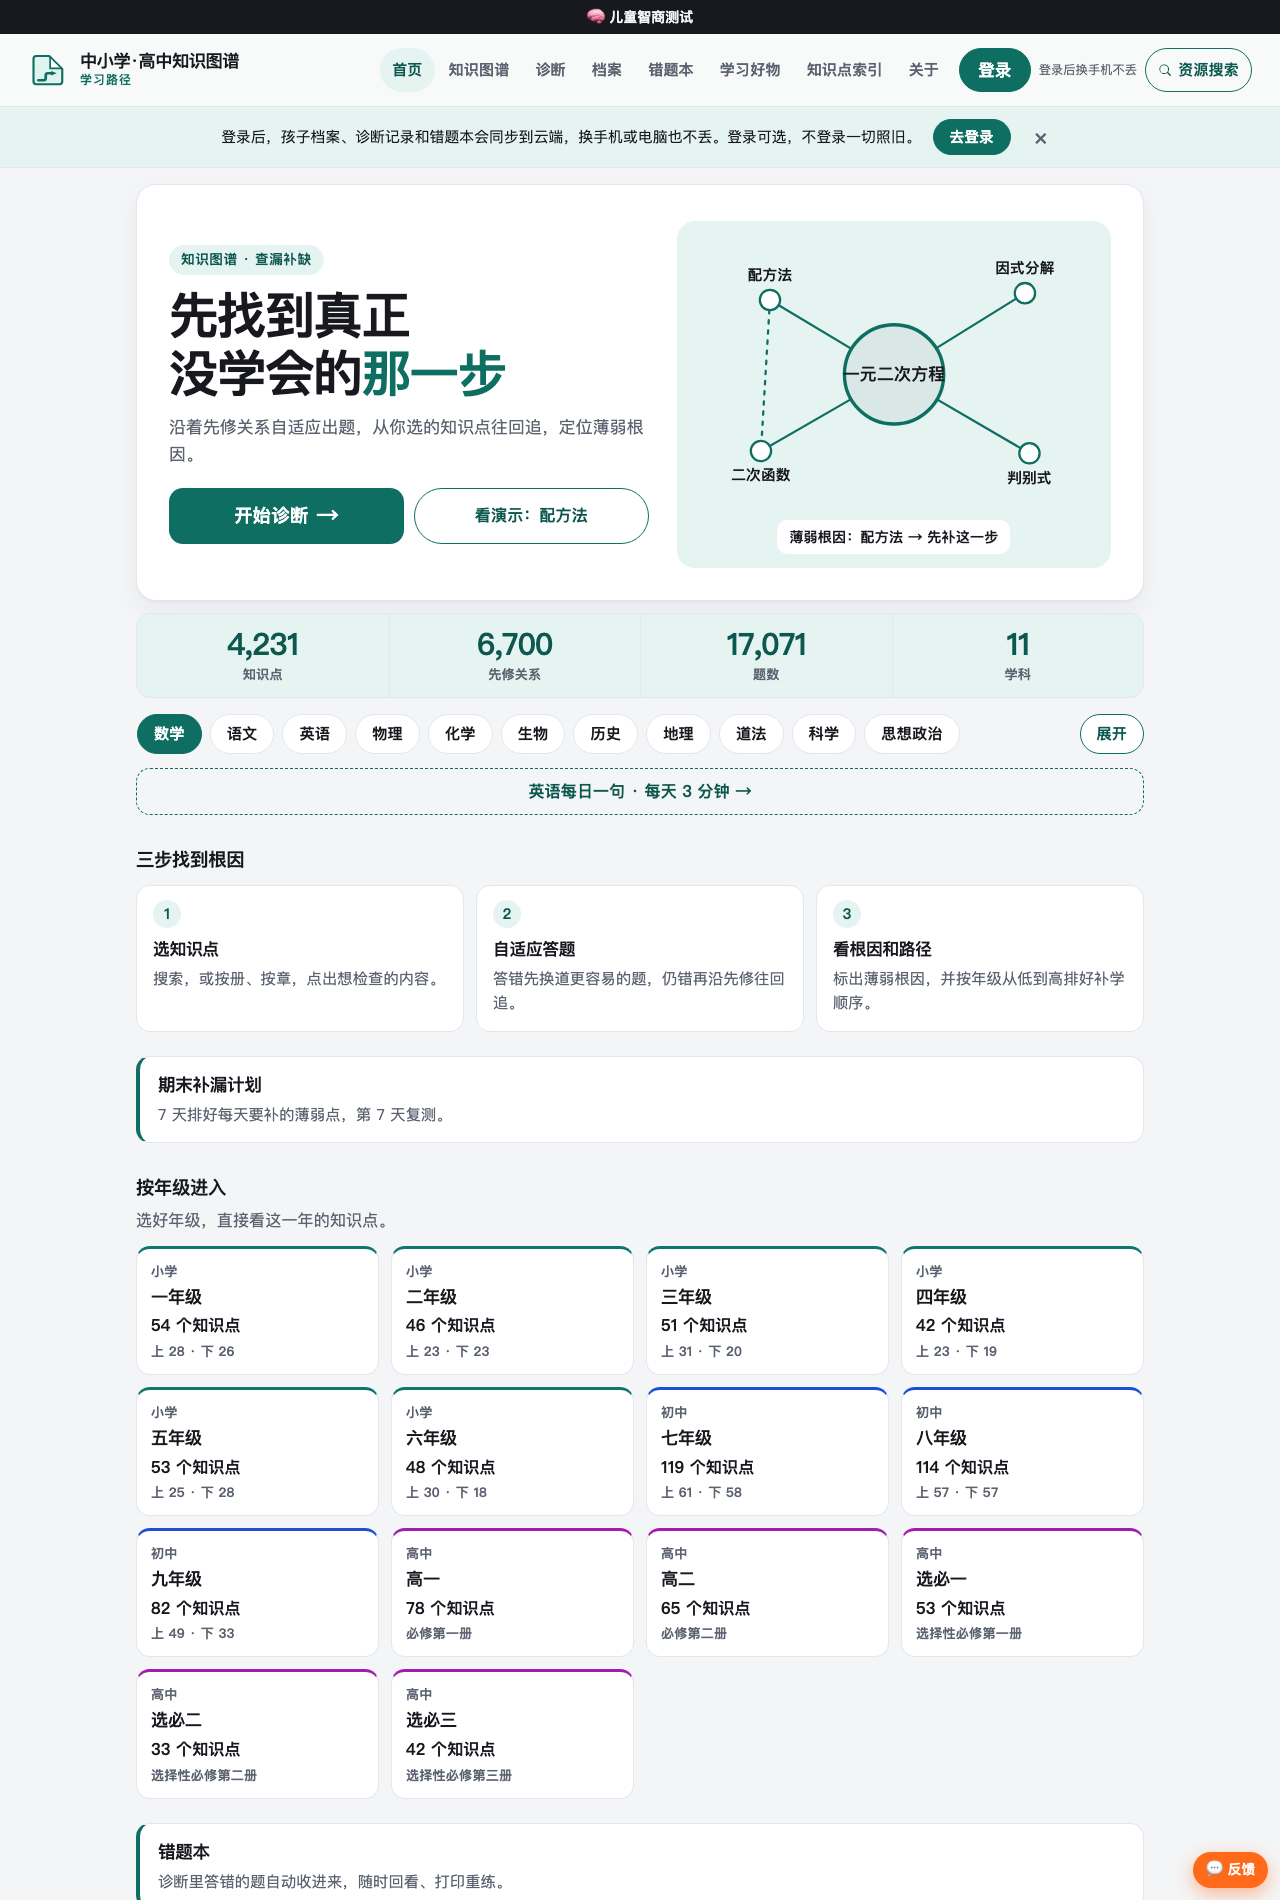 🧠 儿童智商测试
中小学·高中知识图谱
学习路径
首页 知识图谱 诊断 档案 错题本 学习好物 知识点索引 关于 登录 登录后换手机不丢 资源搜索
登录后，孩子档案、诊断记录和错题本会同步到云端，换手机或电脑也不丢。登录可选，不登录一切照旧。 去登录 ×
知识图谱 · 查漏补缺
先找到真正
没学会的那一步
沿着先修关系自适应出题，从你选的知识点往回追，定位薄弱根
因。
开始诊断 → 看演示：配方法
配方法
因式分解
一元二次方程
二次函数
判别式
薄弱根因：配方法 → 先补这一步
4,231 6,700 17,071 11
知识点 先修关系 题数 学科
数学 语文 英语 物理 化学 生物 历史 地理 道法 科学 思想政治 展开
英语每日一句 · 每天 3 分钟 →
三步找到根因
1
选知识点
搜索，或按册、按章，点出想检查的内容。
2
自适应答题
答错先换道更容易的题，仍错再沿先修往回
追。
3
看根因和路径
标出薄弱根因，并按年级从低到高排好补学
顺序。
期末补漏计划
7 天排好每天要补的薄弱点，第 7 天复测。
按年级进入
选好年级，直接看这一年的知识点。
小学
一年级
54 个知识点
上 28 · 下 26
小学
二年级
46 个知识点
上 23 · 下 23
小学
三年级
51 个知识点
上 31 · 下 20
小学
四年级
42 个知识点
上 23 · 下 19
小学
五年级
53 个知识点
上 25 · 下 28
小学
六年级
48 个知识点
上 30 · 下 18
初中
七年级
119 个知识点
上 61 · 下 58
初中
八年级
114 个知识点
上 57 · 下 57
初中
九年级
82 个知识点
上 49 · 下 33
高中
高一
78 个知识点
必修第一册
高中
高二
65 个知识点
必修第二册
高中
选必一
53 个知识点
选择性必修第一册
高中
选必二
33 个知识点
选择性必修第二册
高中
选必三
42 个知识点
选择性必修第三册
错题本
诊断里答错的题自动收进来，随时回看、打印重练。
💬 反馈